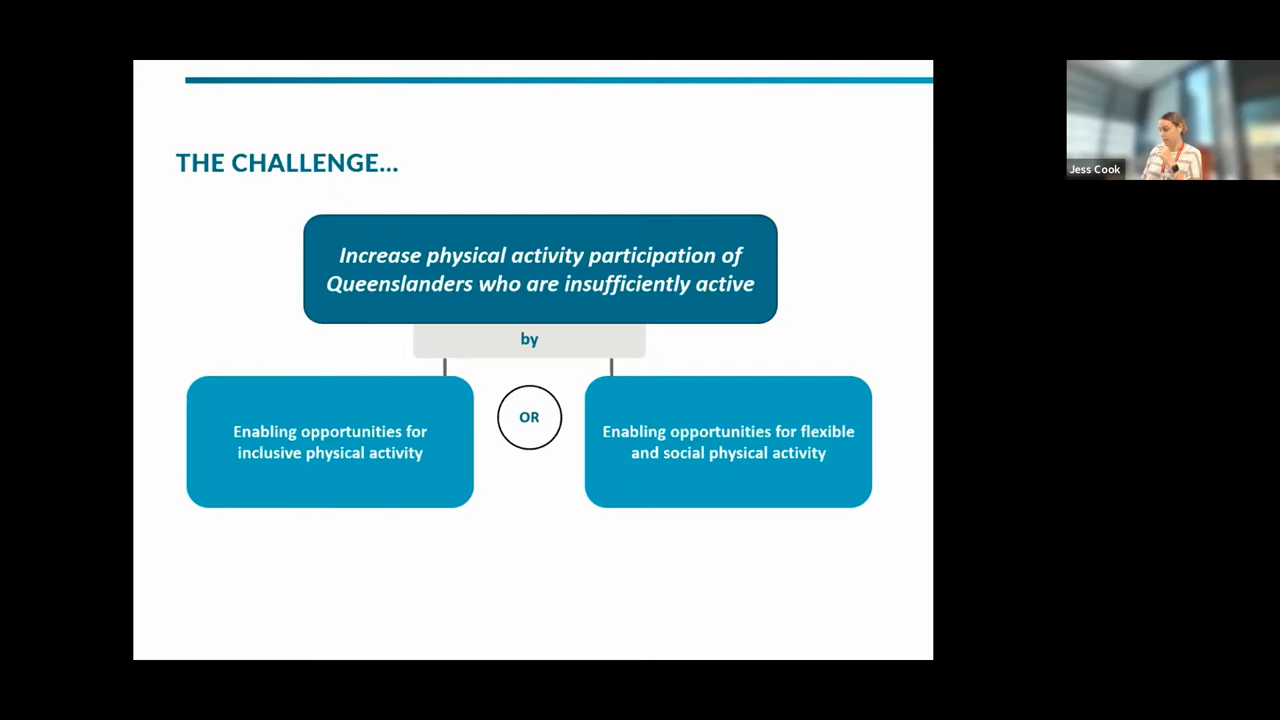 THE CHALLENGE...
Increase physical activity participation of
Queenslanders who are insufficiently active
by
Enabling opportunities for
inclusive physical activity
OR
Enabling opportunities for flexible
and social physical activity
Jess Cook